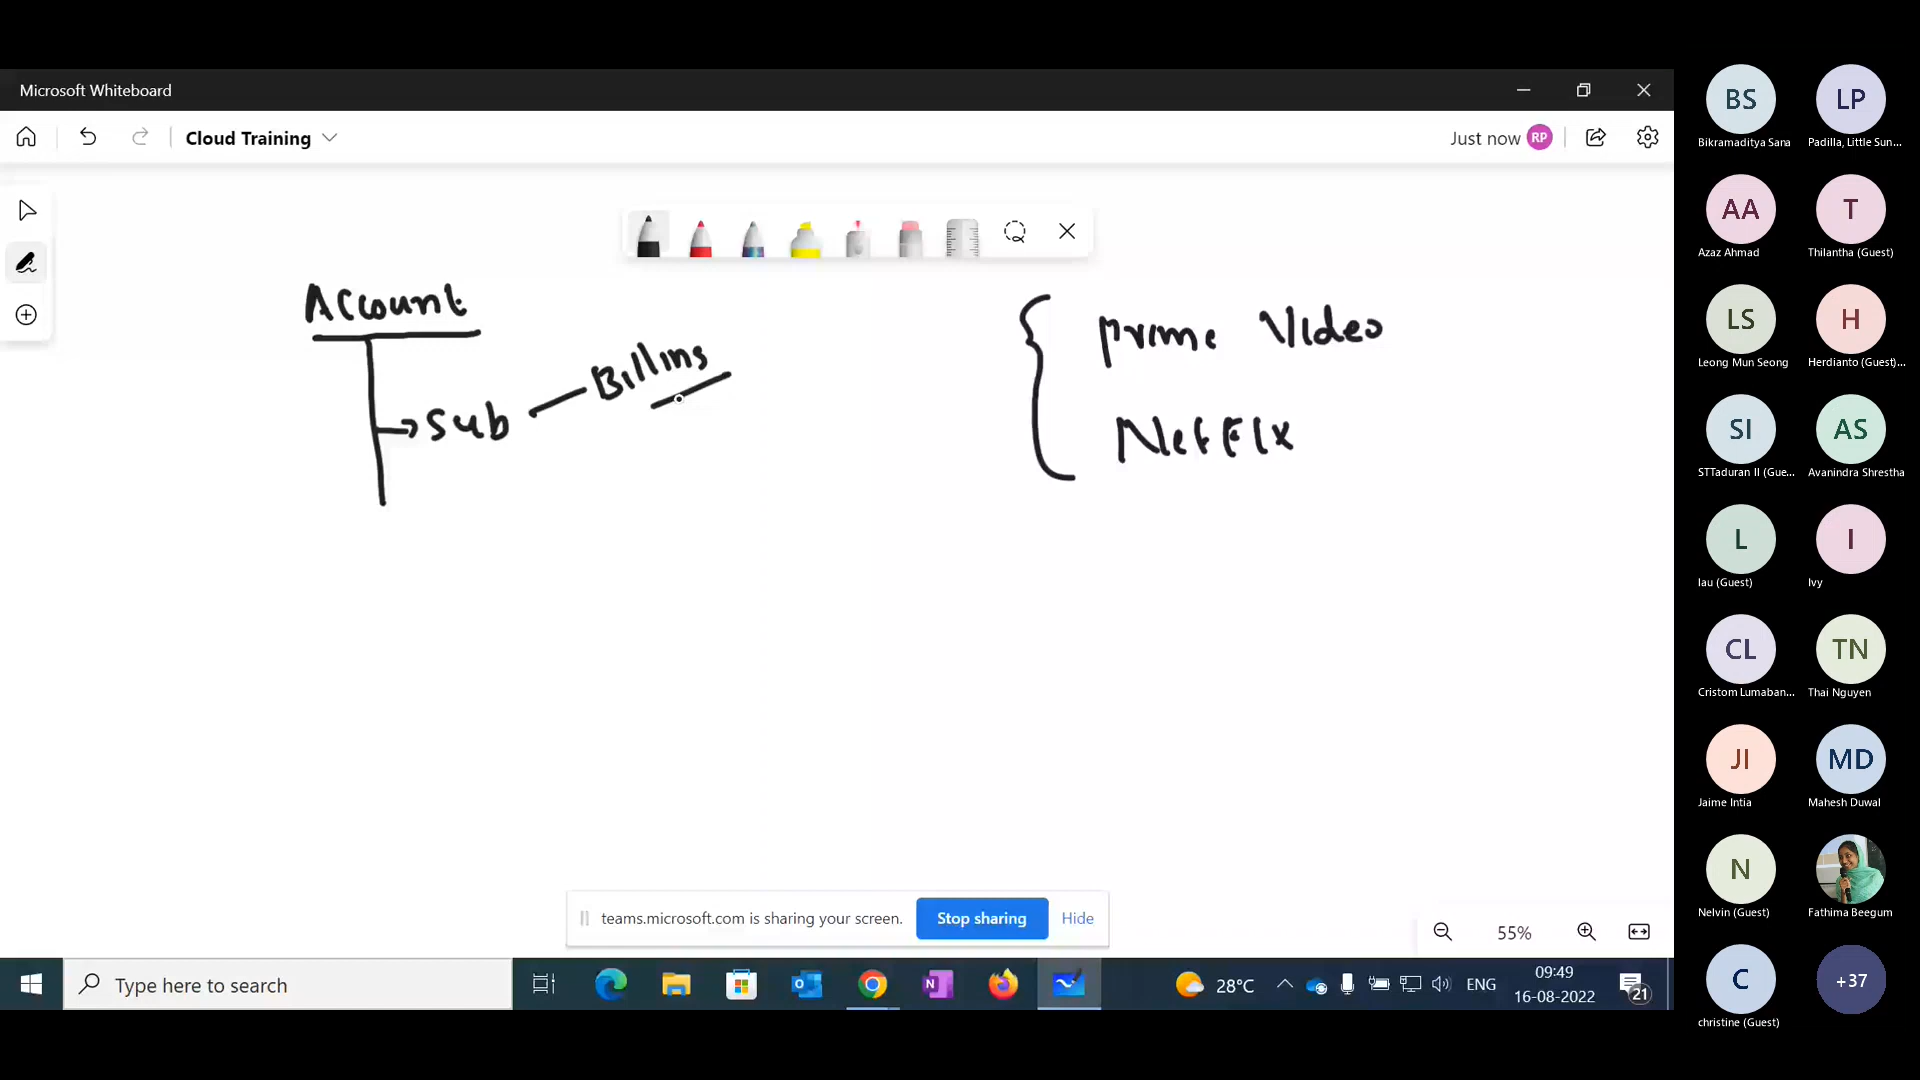 Microsoft Whiteboard
Cloud Training
Just now RP
Account
Sub
Billing
Prime Video
Netflx
teams.microsoft.com is sharing your screen.
Stop sharing
Hide
55%
Type here to search
28°C
ENG
09:49
16-08-2022
21
BS
Bikramaditya Sana
LP
Padilla, Little Sun...
AA
Azaz Ahmad
T
Thilantha (Guest)
LS
Leong Mun Seong
H
Herdianto (Guest)...
SI
STTaduran II (Gue...
AS
Avanindra Shrestha
L
lau (Guest)
I
Ivy
CL
Cristom Lumaban...
TN
Thai Nguyen
JI
Jaime Intia
MD
Mahesh Duwal
N
Nelvin (Guest)
Fathima Beegum
C
christine (Guest)
+37